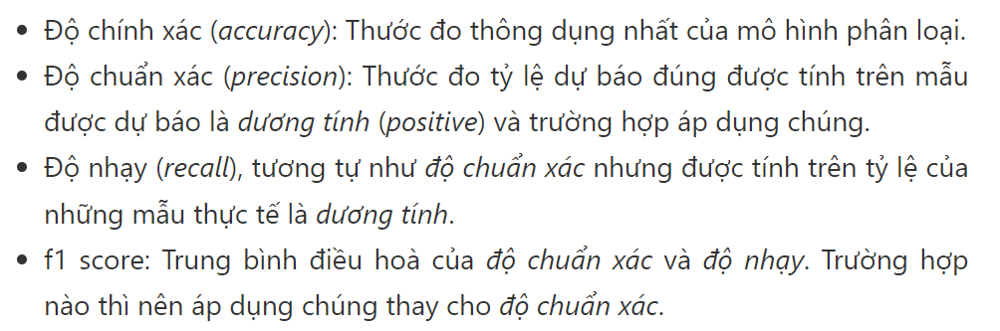 • Độ chính xác (accuracy): Thước đo thông dụng nhất của mô hình phân loại.
• Độ chuẩn xác (precision): Thước đo tỷ lệ dự báo đúng được tính trên mẫu
được dự báo là dương tính (positive) và trường hợp áp dụng chúng.
• Độ nhạy (recall), tương tự như độ chuẩn xác nhưng được tính trên tỷ lệ của
những mẫu thực tế là dương tính.
• f1 score: Trung bình điều hoà của độ chuẩn xác và độ nhạy. Trường hợp
nào thì nên áp dụng chúng thay cho độ chuẩn xác.